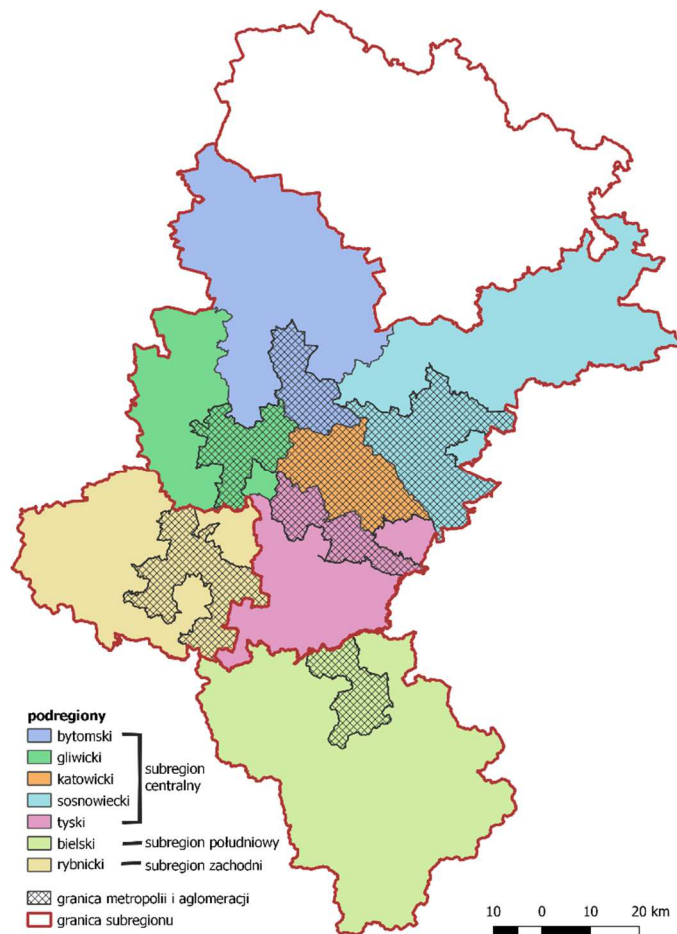 podregiony
bytomski
gliwicki
katowicki
sosnowiecki
tyski
subregion
centralny
bielski
subregion południowy
rybnicki
subregion zachodni
granica metropolii i aglomeracji
granica subregionu
10 0 10 20 km